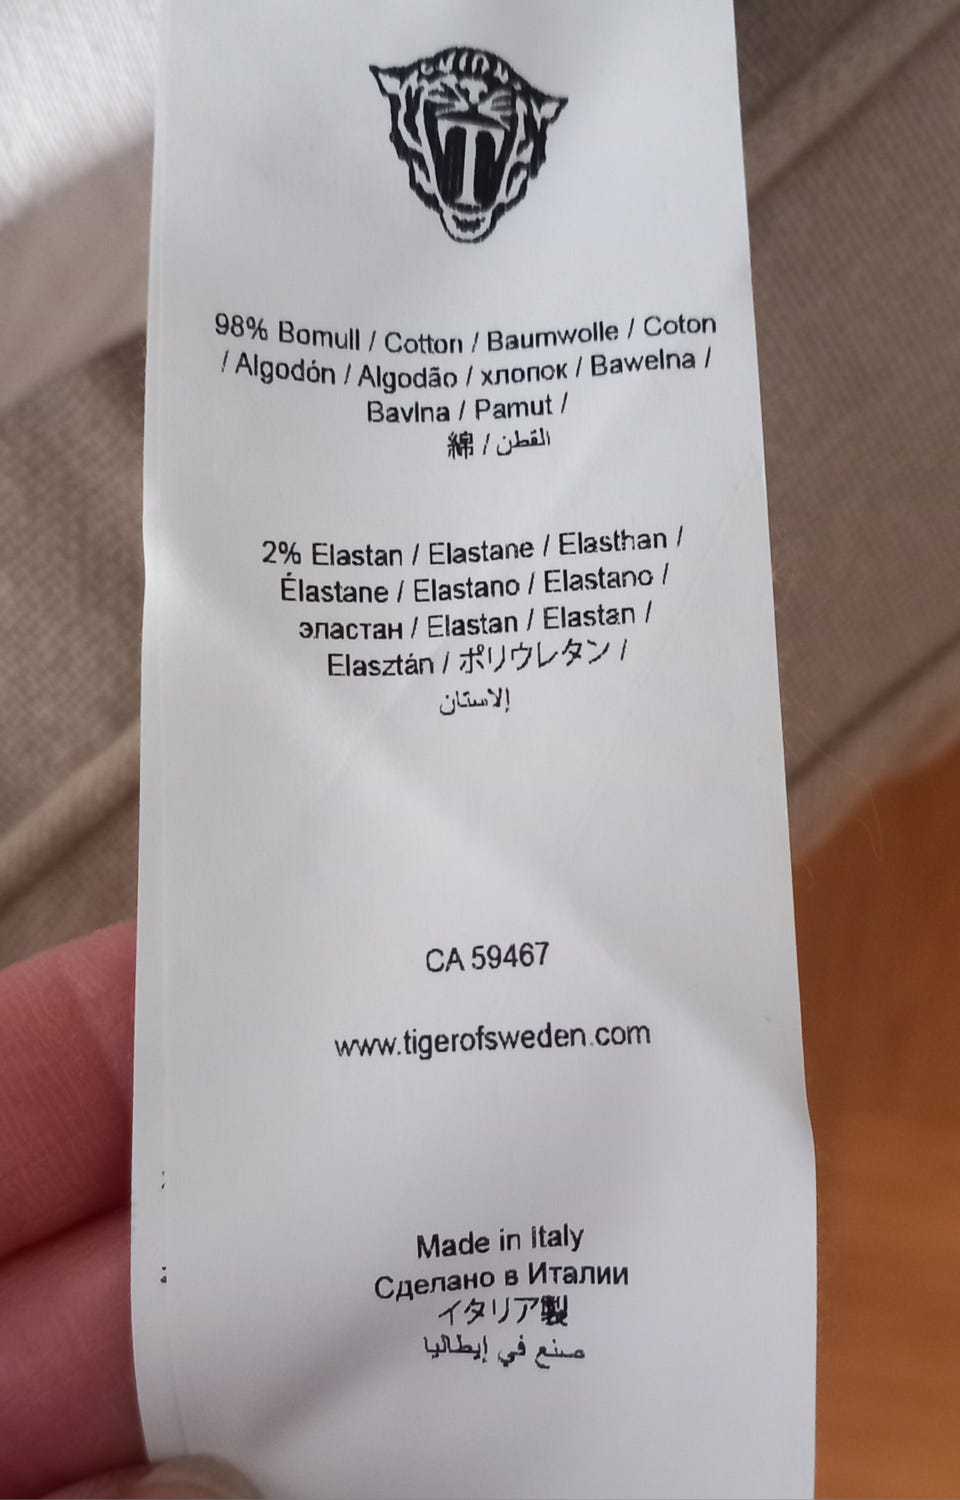 98% Bomull / Cotton / Baumwolle / Coton
/ Algodón / Algodão / хлопок / Bawelna /
Bavlna / Pamut /
綿 / القطن
2% Elastan / Elastane / Elasthan /
Élastane / Elastano / Elastano /
эластан / Elastan / Elastan /
Elasztán / ポリウレタン /
إلاستان
CA 59467
www.tigerofsweden.com
Made in Italy
Сделано в Италии
イタリア製
صنع في إيطاليا